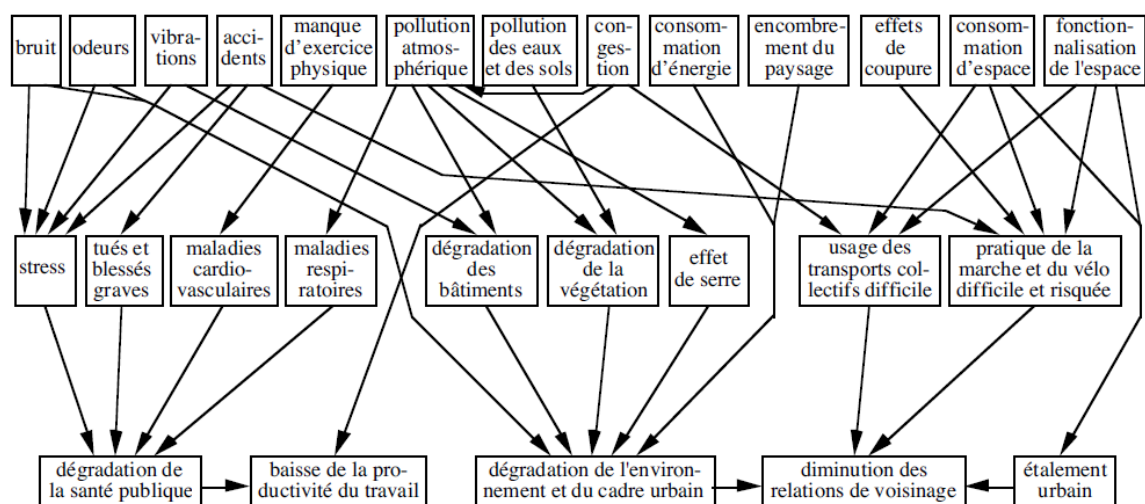 bruit
odeurs
vibra-
tions
acci-
dents
manque
d'exercice
physique
pollution
atmos-
phérique
pollution
des eaux
et des sols
con-
ges-
tion
consom-
mation
d'énergie
encombre-
ment du
paysage
effets
de
coupure
consom-
mation
d'espace
fonction-
nalisation
de l'espace
stress
tués et
blessés
graves
maladies
cardio-
vasculaires
maladies
respi-
ratoires
dégradation
des
bâtiments
dégradation
de la
végétation
effet
de serre
usage des
transports col-
lectifs difficile
pratique de la
marche et du vélo
difficile et risquée
dégradation de
la santé publique
baisse de la pro-
ductivité du travail
dégradation de l'environ-
nement et du cadre urbain
diminution des
relations de voisinage
étalement
urbain